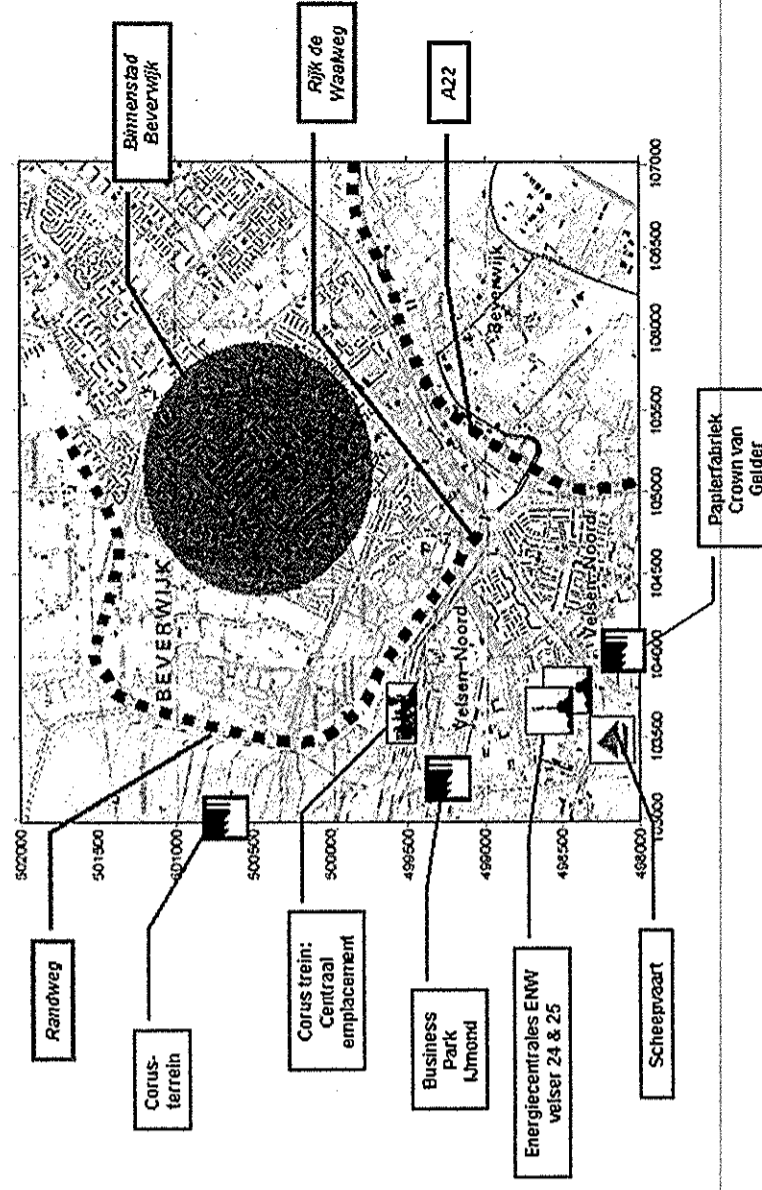 Randweg
Corus-
terrein
Corus trein:
Centraal
emplacement
Business
Park
IJmond
Energiecentrales ENW
velser 24 & 25
Scheepvaart
Binnenstad
Beverwijk
Rijk de
Waalweg
A22
Papierfabriek
Crown van
Gelder
BEVERWIJK
Velsen-Noord
Velsen-Noord
Beverwijk
502000
501500
501000
500500
500000
499500
499000
498500
498000
103000
103500
104000
104500
105000
105500
106000
106500
107000